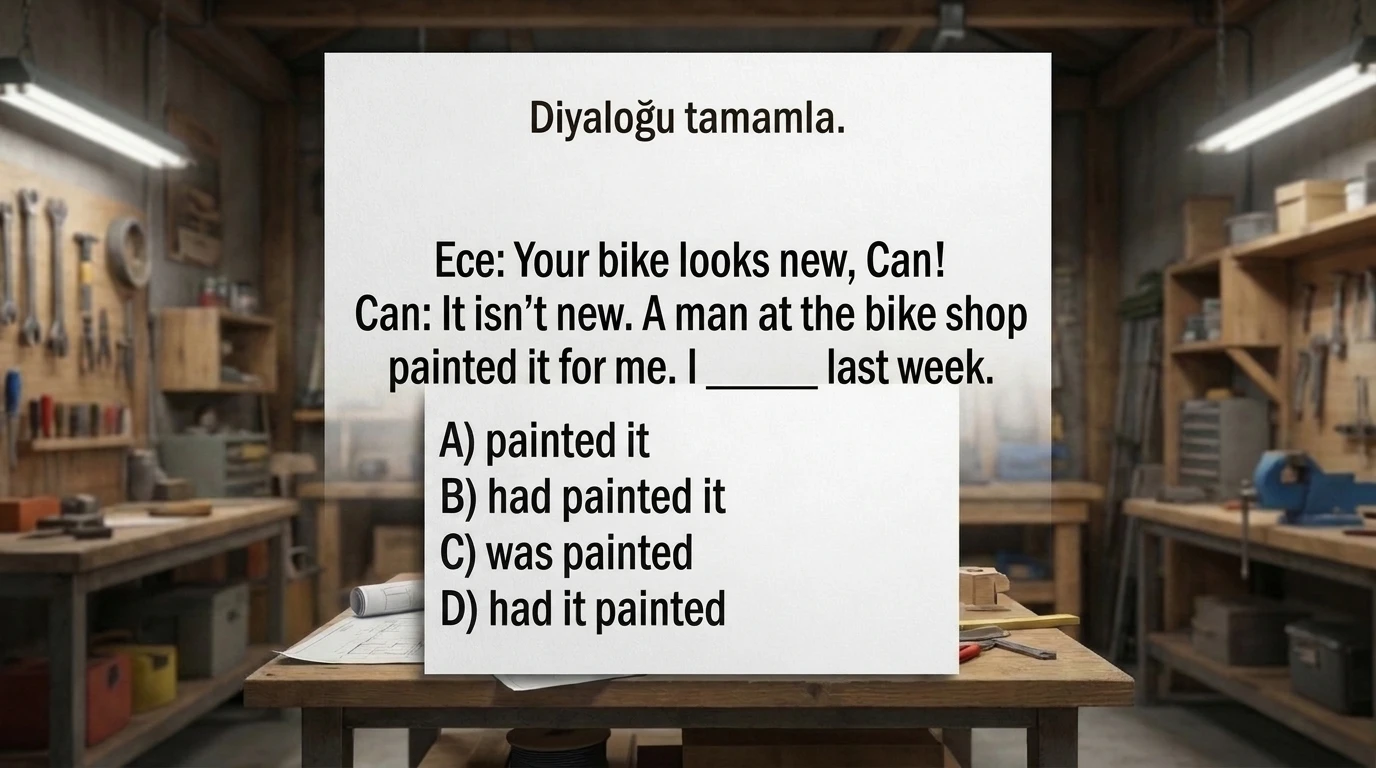 Diyaloğu tamamla.
Ece: Your bike looks new, Can!
Can: It isn’t new. A man at the bike shop
painted it for me. I _____ last week.
A) painted it
B) had painted it
C) was painted
D) had it painted